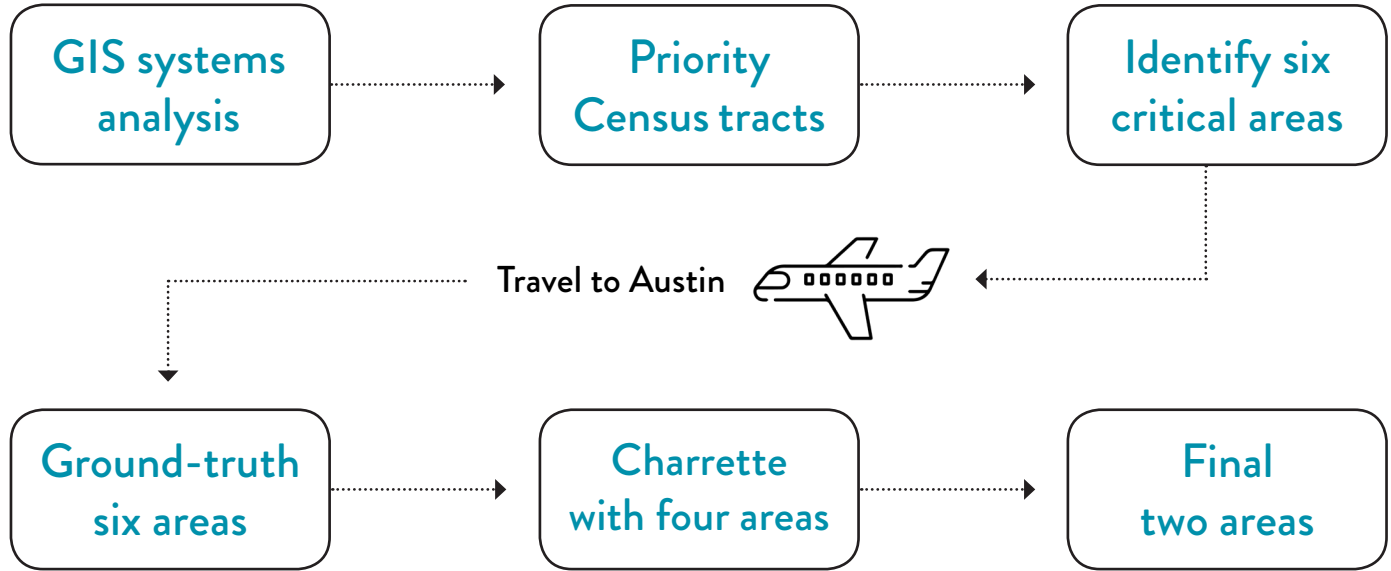 GIS systems
analysis
Priority
Census tracts
Identify six
critical areas
Travel to Austin
Ground-truth
six areas
Charrette
with four areas
Final
two areas